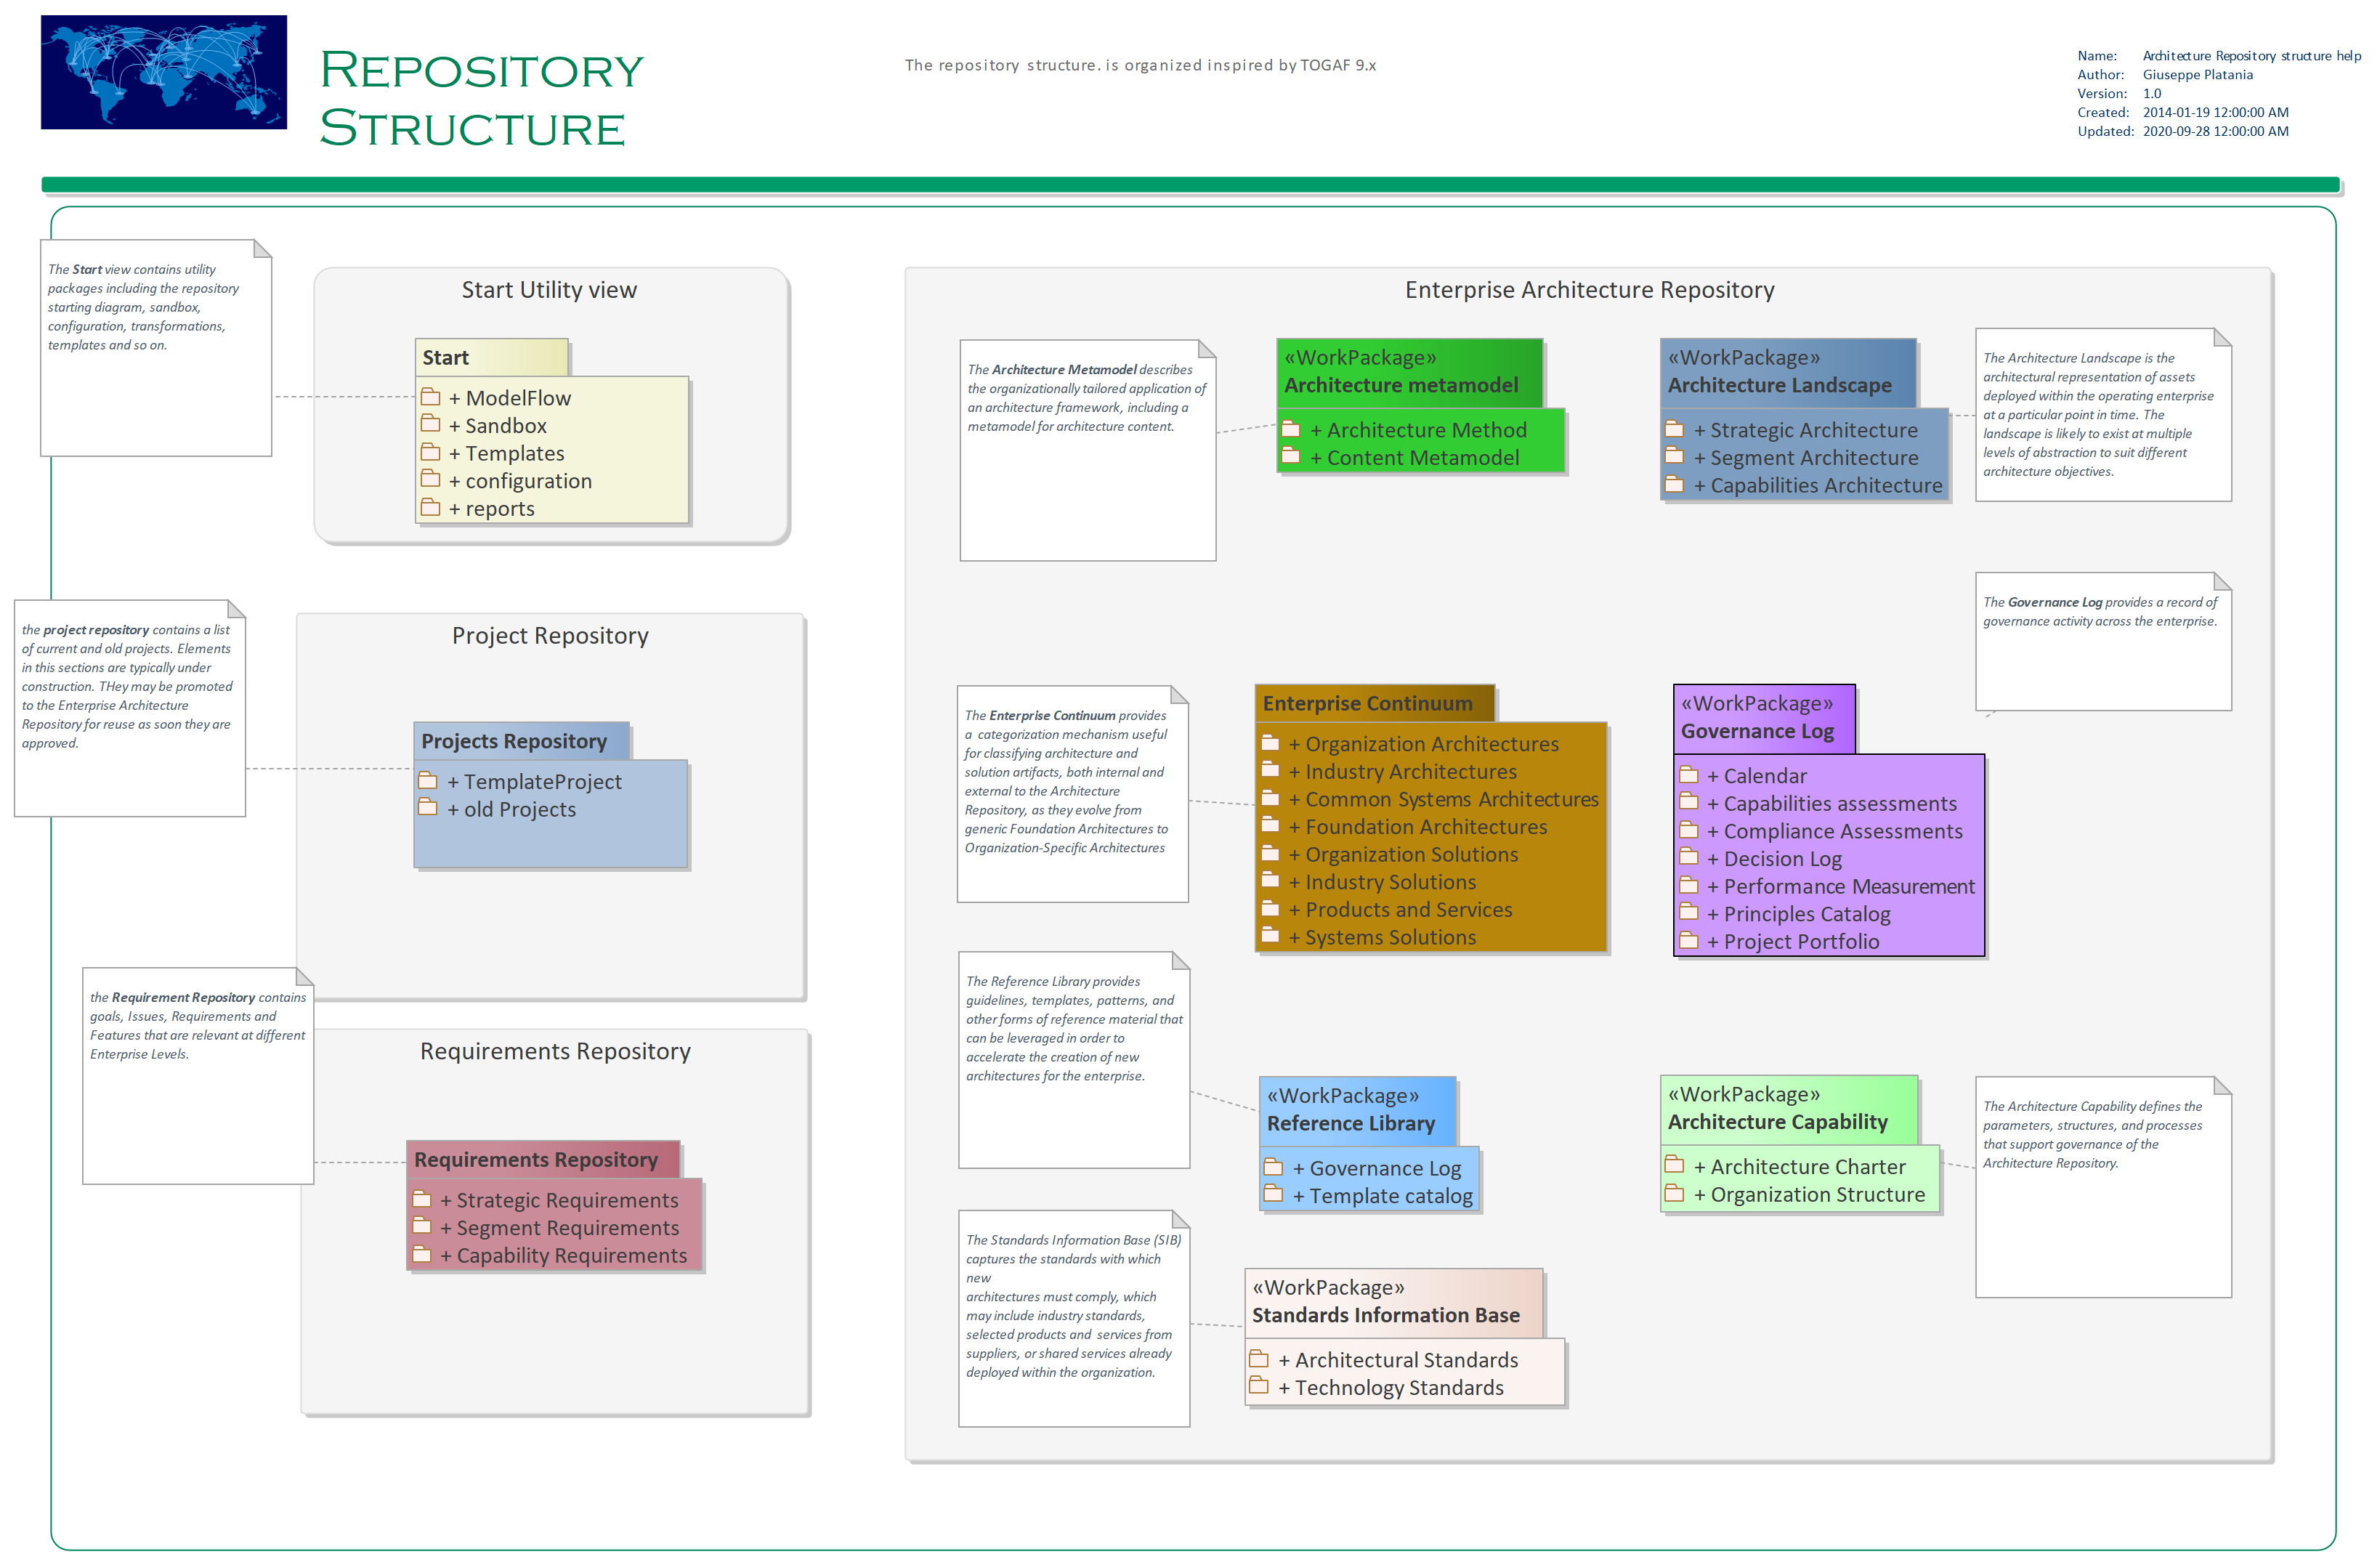 REPOSITORY
STRUCTURE
The repository structure. is organized inspired by TOGAF 9.x
Name: Architecture Repository structure help
Author: Giuseppe Platania
Version: 1.0
Created: 2014-01-19 12:00:00 AM
Updated: 2020-09-28 12:00:00 AM
The Start view contains utility
packages including the repository
starting diagram, sandbox,
configuration, transformations,
templates and so on.
Start Utility view
Start
+ ModelFlow
+ Sandbox
+ Templates
+ configuration
+ reports
the project repository contains a list
of current and old projects. Elements
in this sections are typically under
construction. THey may be promoted
to the Enterprise Architecture
Repository for reuse as soon they are
approved.
Project Repository
Projects Repository
+ TemplateProject
+ old Projects
the Requirement Repository contains
goals, Issues, Requirements and
Features that are relevant at different
Enterprise Levels.
Requirements Repository
Requirements Repository
+ Strategic Requirements
+ Segment Requirements
+ Capability Requirements
Enterprise Architecture Repository
The Architecture Metamodel describes
the organizationally tailored application of
an architecture framework, including a
metamodel for architecture content.
«WorkPackage»
Architecture metamodel
+ Architecture Method
+ Content Metamodel
«WorkPackage»
Architecture Landscape
+ Strategic Architecture
+ Segment Architecture
+ Capabilities Architecture
The Architecture Landscape is the
architectural representation of assets
deployed within the operating enterprise
at a particular point in time. The
landscape is likely to exist at multiple
levels of abstraction to suit different
architecture objectives.
The Enterprise Continuum provides
a categorization mechanism useful
for classifying architecture and
solution artifacts, both internal and
external to the Architecture
Repository, as they evolve from
generic Foundation Architectures to
Organization-Specific Architectures
Enterprise Continuum
+ Organization Architectures
+ Industry Architectures
+ Common Systems Architectures
+ Foundation Architectures
+ Organization Solutions
+ Industry Solutions
+ Products and Services
+ Systems Solutions
The Governance Log provides a record of
governance activity across the enterprise.
«WorkPackage»
Governance Log
+ Calendar
+ Capabilities assessments
+ Compliance Assessments
+ Decision Log
+ Performance Measurement
+ Principles Catalog
+ Project Portfolio
The Reference Library provides
guidelines, templates, patterns, and
other forms of reference material that
can be leveraged in order to
accelerate the creation of new
architectures for the enterprise.
«WorkPackage»
Reference Library
+ Governance Log
+ Template catalog
«WorkPackage»
Architecture Capability
+ Architecture Charter
+ Organization Structure
The Architecture Capability defines the
parameters, structures, and processes
that support governance of the
Architecture Repository.
The Standards Information Base (SIB)
captures the standards with which
new
architectures must comply, which
may include industry standards,
selected products and services from
suppliers, or shared services already
deployed within the organization.
«WorkPackage»
Standards Information Base
+ Architectural Standards
+ Technology Standards